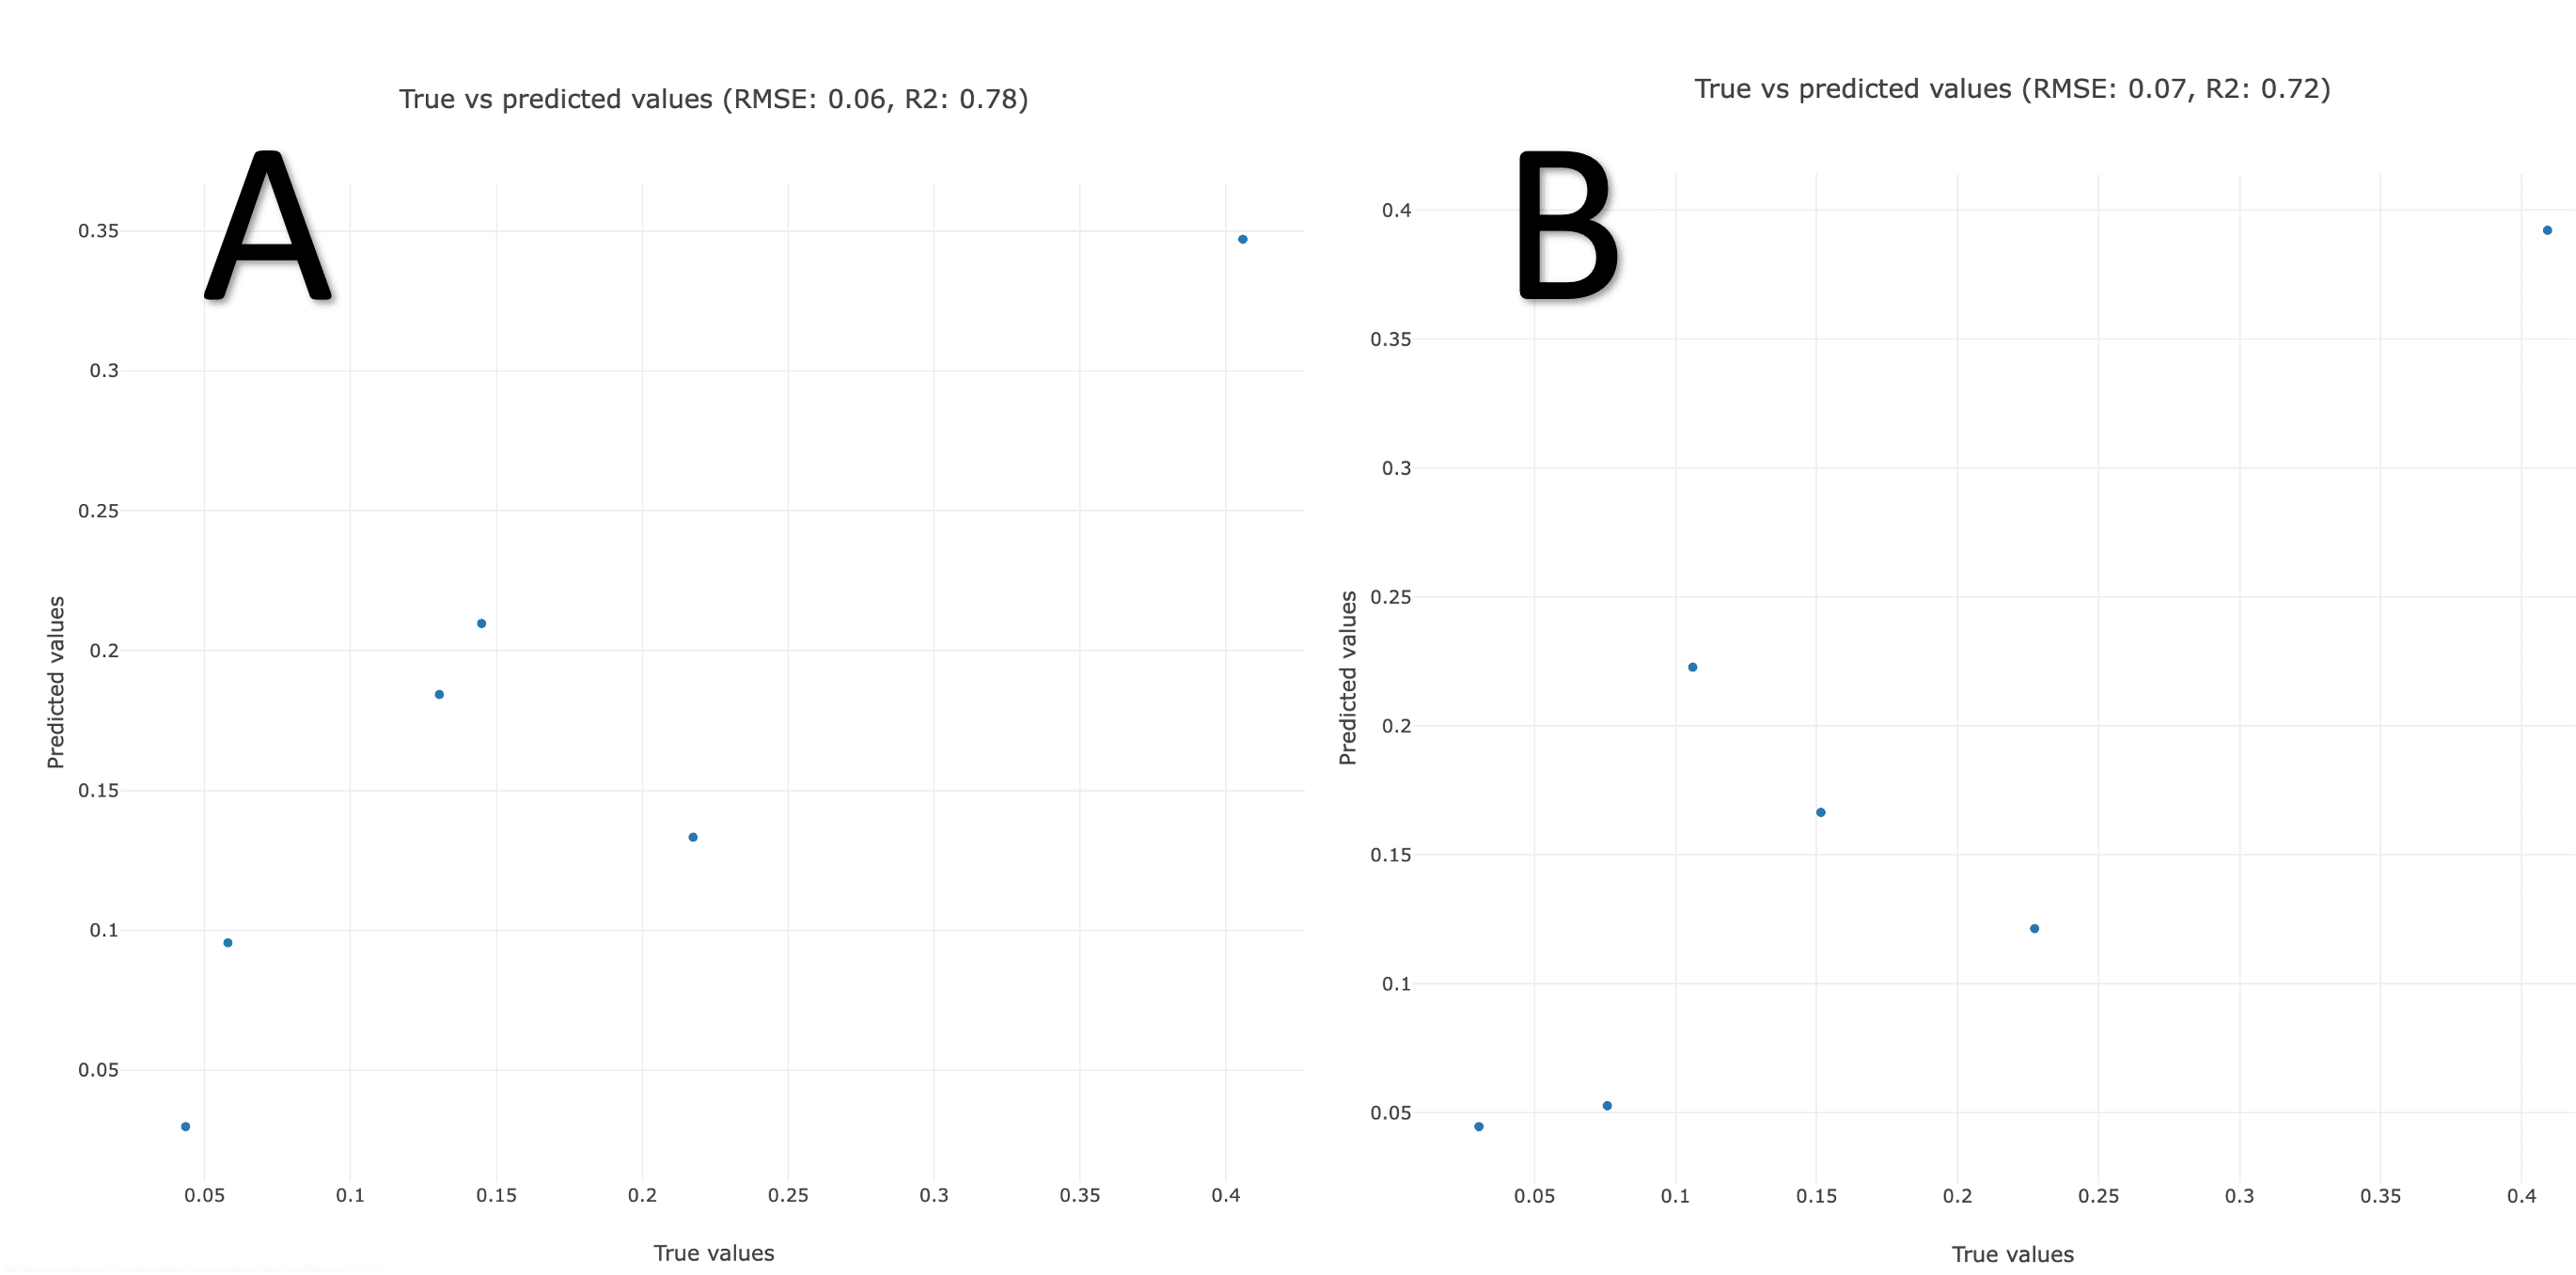 True vs predicted values (RMSE: 0.06, R2: 0.78)
A
0.35
0.3
0.25
0.2
0.15
0.1
0.05
Predicted values
0.05 0.1 0.15 0.2 0.25 0.3 0.35 0.4
True values
True vs predicted values (RMSE: 0.07, R2: 0.72)
B
0.4
0.35
0.3
0.25
0.2
0.15
0.1
0.05
Predicted values
0.05 0.1 0.15 0.2 0.25 0.3 0.35 0.4
True values